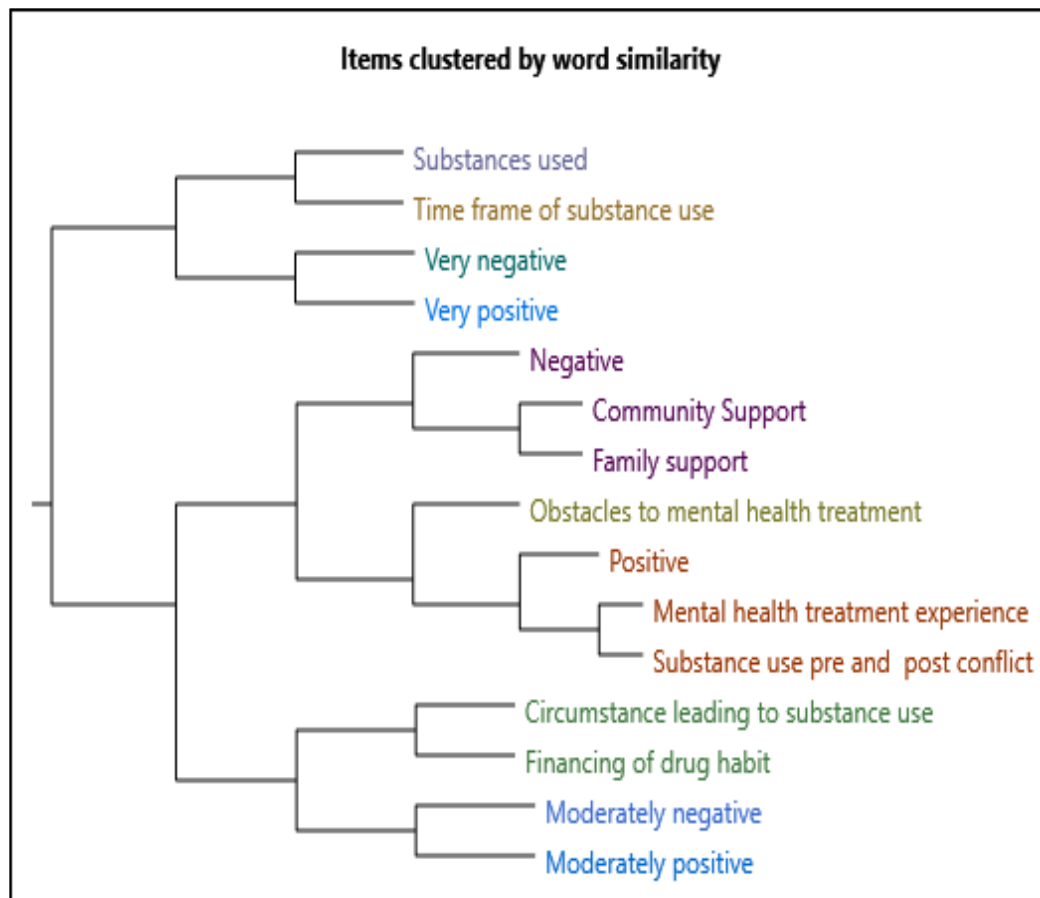 Items clustered by word similarity
Substances used
Time frame of substance use
Very negative
Very positive
Negative
Community Support
Family support
Obstacles to mental health treatment
Positive
Mental health treatment experience
Substance use pre and  post conflict
Circumstance leading to substance use
Financing of drug habit
Moderately negative
Moderately positive